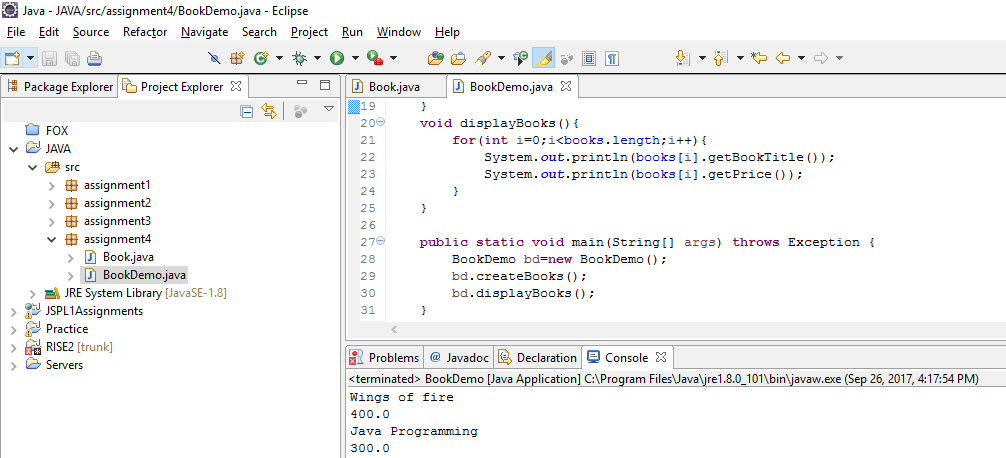 Java - JAVA/src/assignment4/BookDemo.java - Eclipse
File Edit Source Refactor Navigate Search Project Run Window Help
Package Explorer Project Explorer
FOX
JAVA
src
assignment1
assignment2
assignment3
assignment4
Book.java
BookDemo.java
JRE System Library [JavaSE-1.8]
JSPL1Assignments
Practice
RISE2 [trunk]
Servers
Book.java BookDemo.java
19 }
20 void displayBooks(){
21 for(int i=0;i<books.length;i++){
22 System.out.println(books[i].getBookTitle());
23 System.out.println(books[i].getPrice());
24 }
25 }
26
27 public static void main(String[] args) throws Exception {
28 BookDemo bd=new BookDemo();
29 bd.createBooks();
30 bd.displayBooks();
31 }
Problems @ Javadoc Declaration Console
<terminated> BookDemo [Java Application] C:\Program Files\Java\jre1.8.0_101\bin\javaw.exe (Sep 26, 2017, 4:17:54 PM)
Wings of fire
400.0
Java Programming
300.0